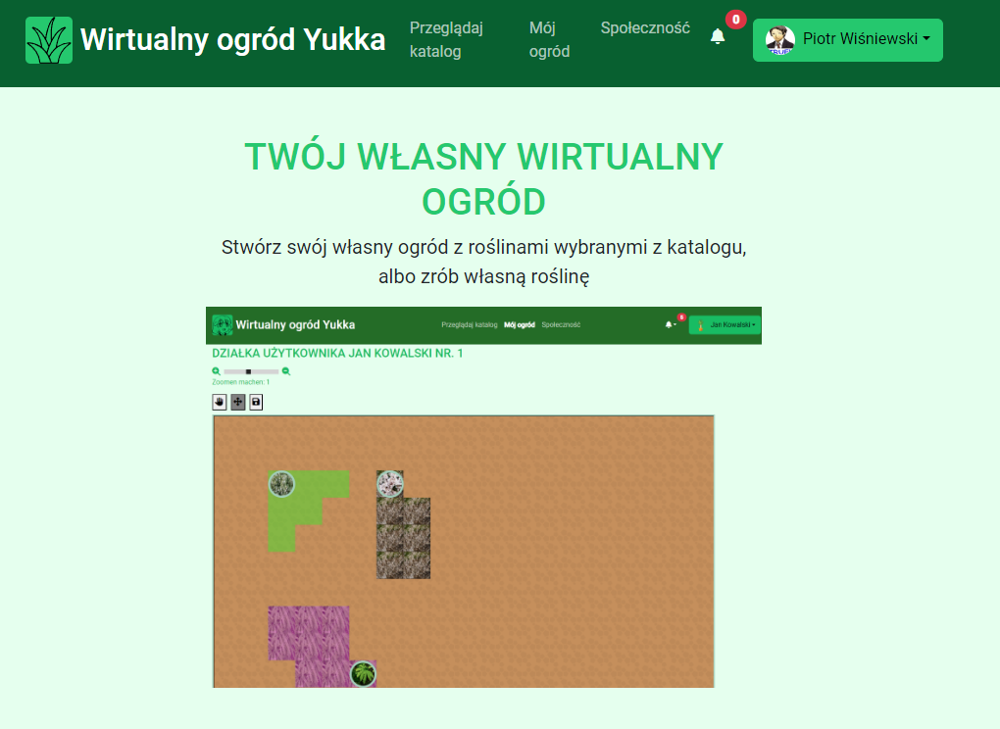 Wirtualny ogród Yukka
Przeglądaj
katalog
Mój
ogród
Społeczność
0
Piotr Wiśniewski
TWÓJ WŁASNY WIRTUALNY
OGRÓD
Stwórz swój własny ogród z roślinami wybranymi z katalogu,
albo zrób własną roślinę
Wirtualny ogród Yukka
Przeglądaj katalog Mój ogród Społeczność
Jan Kowalski
DZIAŁKA UŻYTKOWNIKA JAN KOWALSKI NR. 1
Zoomen machen: 1